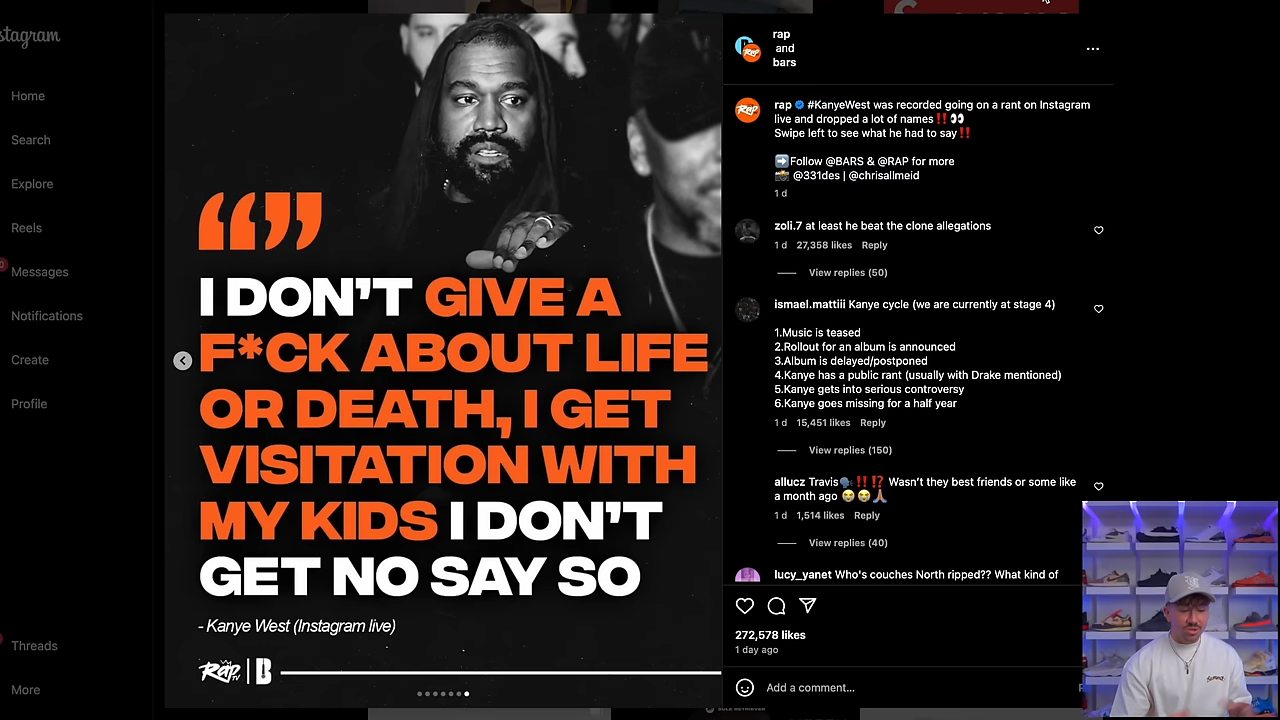 stagram
Home
Search
Explore
Reels
Messages
Notifications
Create
Profile
Threads
More
I DON'T GIVE A
F*CK ABOUT LIFE
OR DEATH, I GET
VISITATION WITH
MY KIDS I DON'T
GET NO SAY SO
- Kanye West (Instagram live)
Rap TV | B
rap
and
bars
rap #KanyeWest was recorded going on a rant on Instagram
live and dropped a lot of names‼️👀
Swipe left to see what he had to say‼️
➡️Follow @BARS & @RAP for more
📸 @331des | @chrisallmeid
1 d
zoli.7 at least he beat the clone allegations
1 d 27,358 likes Reply
View replies (50)
ismael.mattiii Kanye cycle (we are currently at stage 4)
1.Music is teased
2.Rollout for an album is announced
3.Album is delayed/postponed
4.Kanye has a public rant (usually with Drake mentioned)
5.Kanye gets into serious controversy
6.Kanye goes missing for a half year
1 d 15,451 likes Reply
View replies (150)
allucz Travis🗣️‼️⁉️ Wasn't they best friends or some like
a month ago 😭😭🙏🏾
1 d 1,514 likes Reply
View replies (40)
lucy_yanet Who's couches North ripped?? What kind of
272,578 likes
1 day ago
Add a comment...